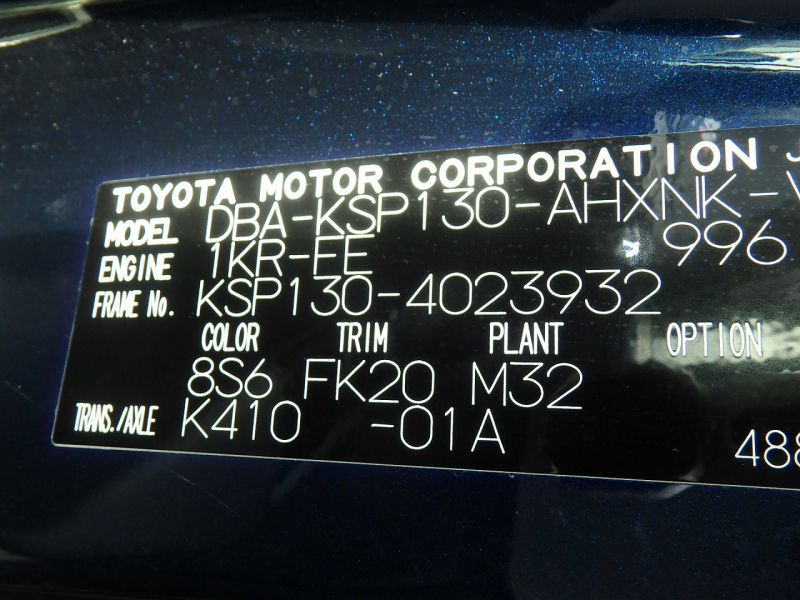 TOYOTA MOTOR CORPORATION J
MODEL DBA-KSP130-AHXNK-V
ENGINE 1KR-FE 996
FRAME No. KSP130-4023932
COLOR TRIM PLANT OPTION
8S6 FK20 M32
TRANS./AXLE K410 -01A
488